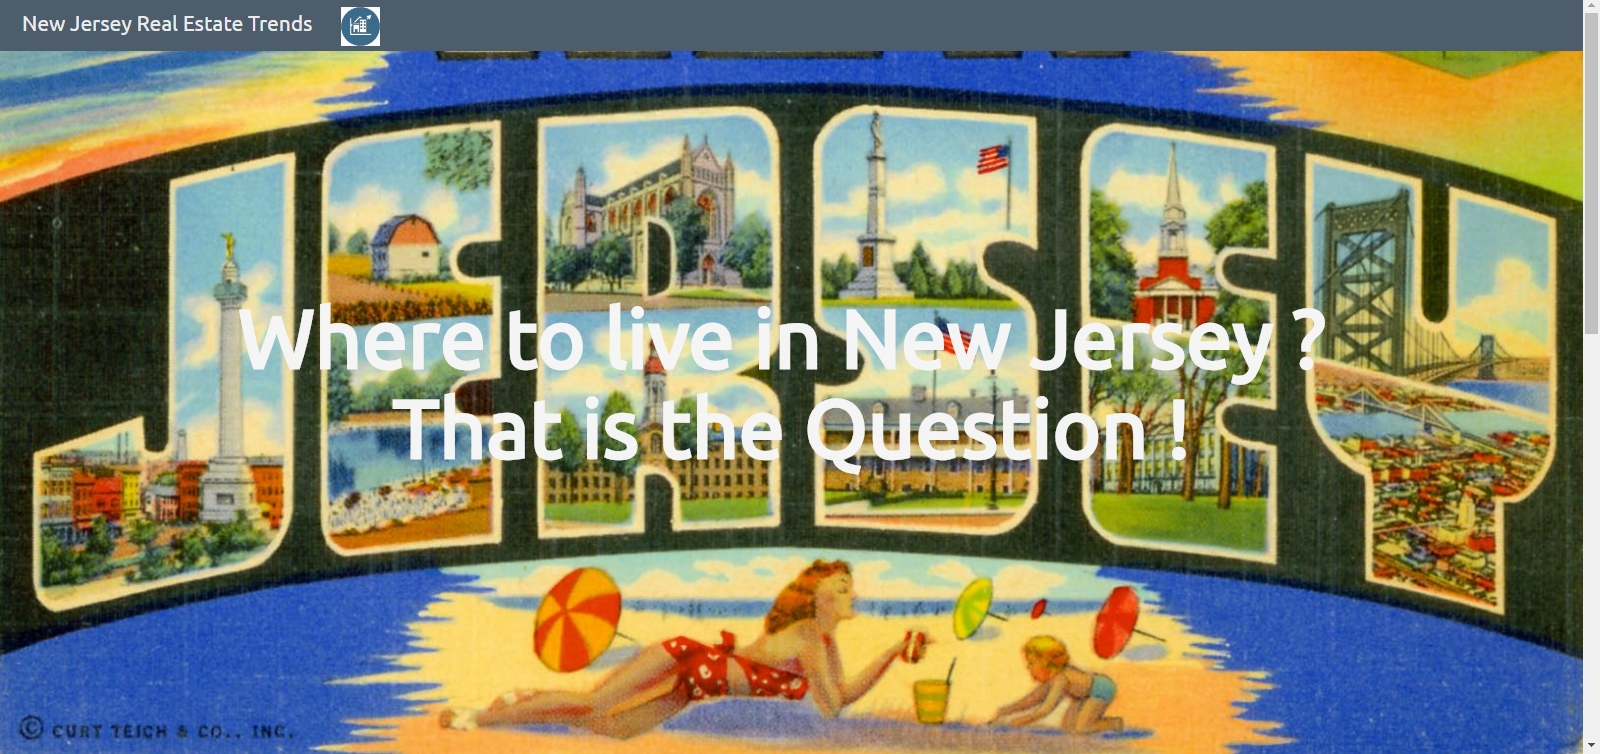 New Jersey Real Estate Trends
JERSEY
Where to live in New Jersey ?
That is the Question !
© CURT TEICH & CO., INC.